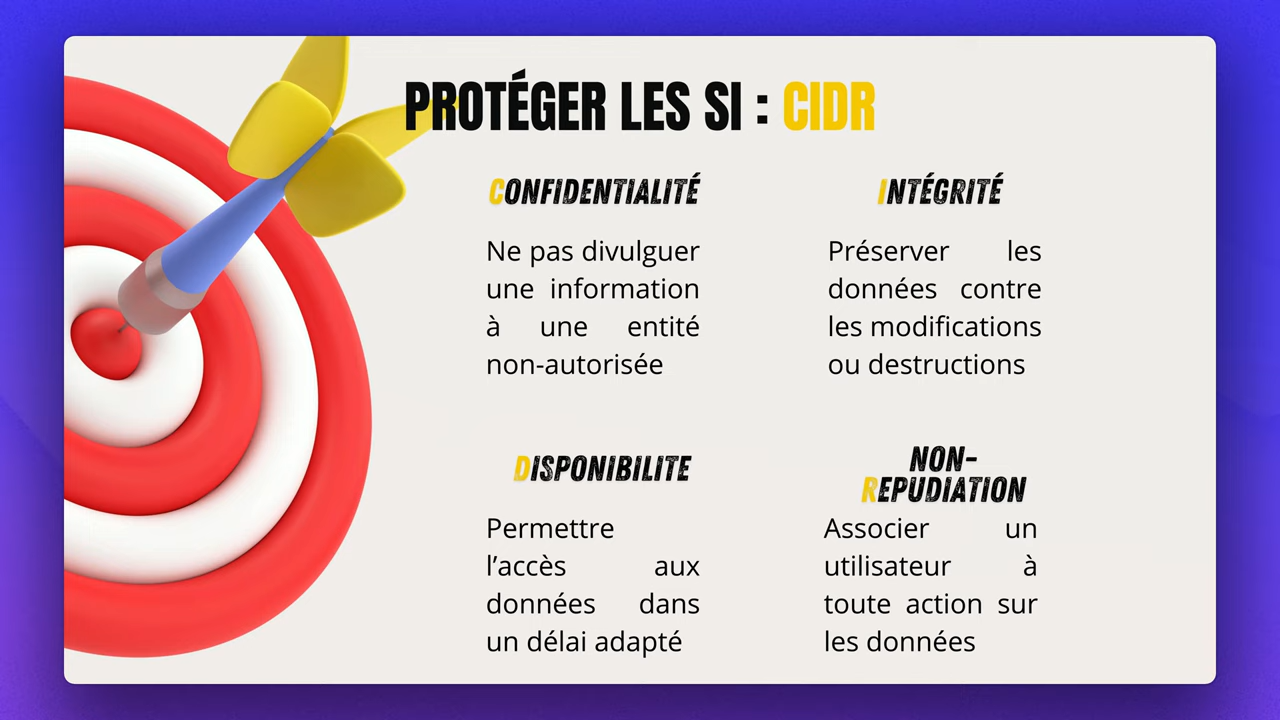 PROTÉGER LES SI : CIDR
CONFIDENTIALITÉ
Ne pas divulguer
une information
à une entité
non-autorisée
INTÉGRITÉ
Préserver les
données contre
les modifications
ou destructions
DISPONIBILITE
Permettre
l’accès aux
données dans
un délai adapté
NON-
REPUDIATION
Associer un
utilisateur à
toute action sur
les données